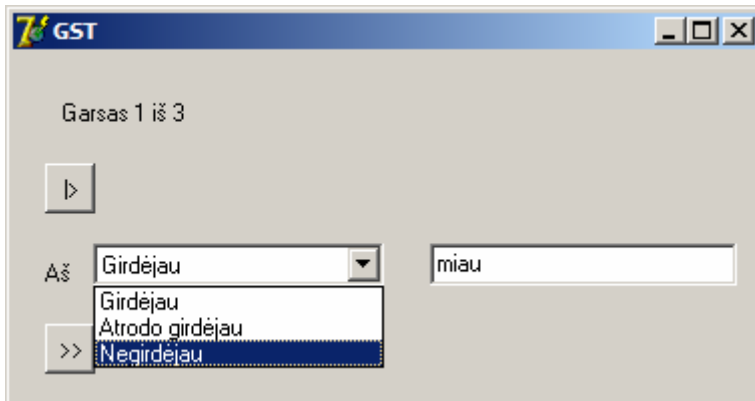 GST
Garsas 1 iš 3
|>
Aš Girdėjau miau
Girdėjau
Atrodo girdėjau
>> Negirdėjau